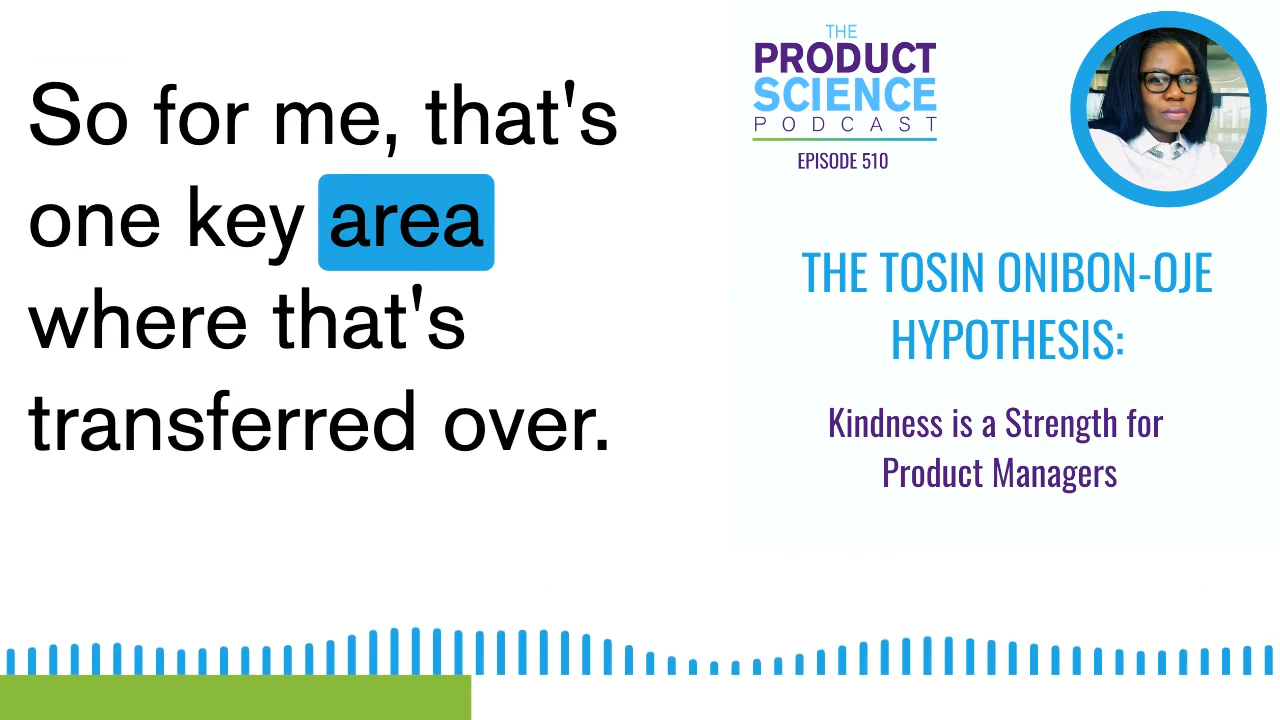 So for me, that's
one key area
where that's
transferred over.
THE
PRODUCT
SCIENCE
PODCAST
EPISODE 510
THE TOSIN ONIBON-OJE
HYPOTHESIS:
Kindness is a Strength for
Product Managers